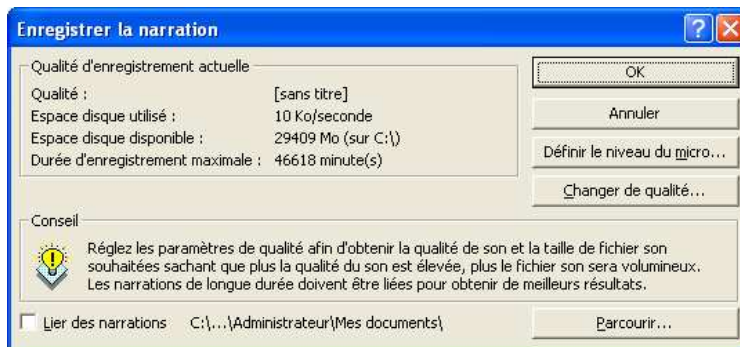 Enregistrer la narration
Qualité d'enregistrement actuelle
Qualité : [sans titre]
Espace disque utilisé : 10 Ko/seconde
Espace disque disponible : 29409 Mo (sur C:\)
Durée d'enregistrement maximale : 46618 minute(s)
OK
Annuler
Définir le niveau du micro...
Changer de qualité...
Conseil
Réglez les paramètres de qualité afin d'obtenir la qualité de son et la taille de fichier son
souhaitées sachant que plus la qualité du son est élevée, plus le fichier son sera volumineux.
Les narrations de longue durée doivent être liées pour obtenir de meilleurs résultats.
Lier des narrations C:\...\Administrateur\Mes documents\
Parcourir...